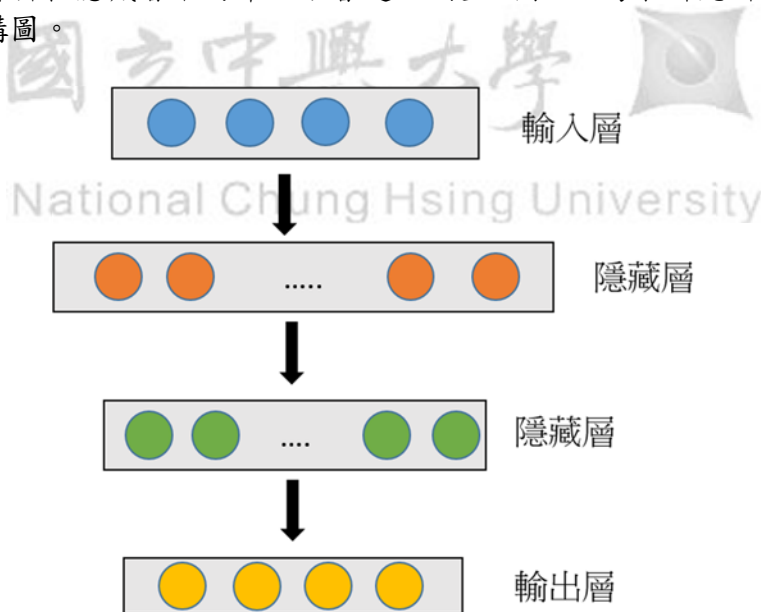 構圖。
國立中興大學
輸入層
National Chung Hsing University
.....
隱藏層
....
隱藏層
輸出層